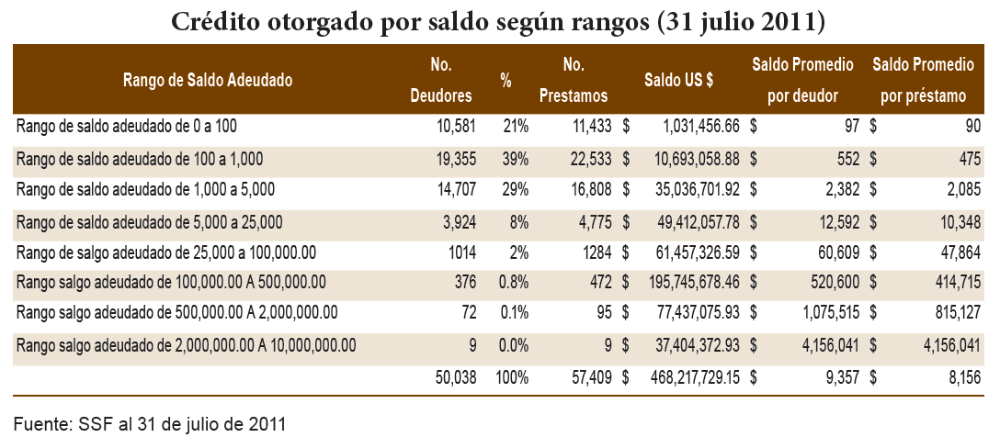 Crédito otorgado por saldo según rangos (31 julio 2011)
Rango de Saldo Adeudado No. Deudores % No. Prestamos Saldo US $ Saldo Promedio por deudor Saldo Promedio por préstamo
Rango de saldo adeudado de 0 a 100 10,581 21% 11,433 $ 1,031,456.66 $ 97 90
Rango de saldo adeudado de 100 a 1,000 19,355 39% 22,533 $ 10,693,058.88 $ 552 475
Rango de saldo adeudado de 1,000 a 5,000 14,707 29% 16,808 $ 35,036,701.92 $ 2,382 2,085
Rango de saldo adeudado de 5,000 a 25,000 3,924 8% 4,775 $ 49,412,057.78 $ 12,592 10,348
Rango de salgo adeudado de 25,000 a 100,000.00 1014 2% 1284 $ 61,457,326.59 $ 60,609 47,864
Rango salgo adeudado de 100,000.00 A 500,000.00 376 0.8% 472 $ 195,745,678.46 $ 520,600 414,715
Rango salgo adeudado de 500,000.00 A 2,000,000.00 72 0.1% 95 $ 77,437,075.93 $ 1,075,515 815,127
Rango salgo adeudado de 2,000,000.00 A 10,000,000.00 9 0.0% 9 $ 37,404,372.93 $ 4,156,041 4,156,041
50,038 100% 57,409 $ 468,217,729.15 $ 9,357 8,156
Fuente: SSF al 31 de julio de 2011